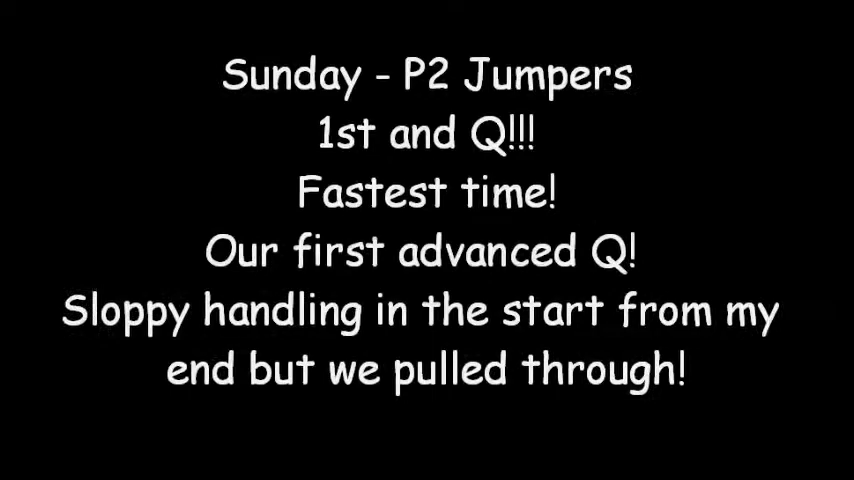 Sunday - P2 Jumpers
1st and Q!!!
Fastest time!
Our first advanced Q!
Sloppy handling in the start from my
end but we pulled through!